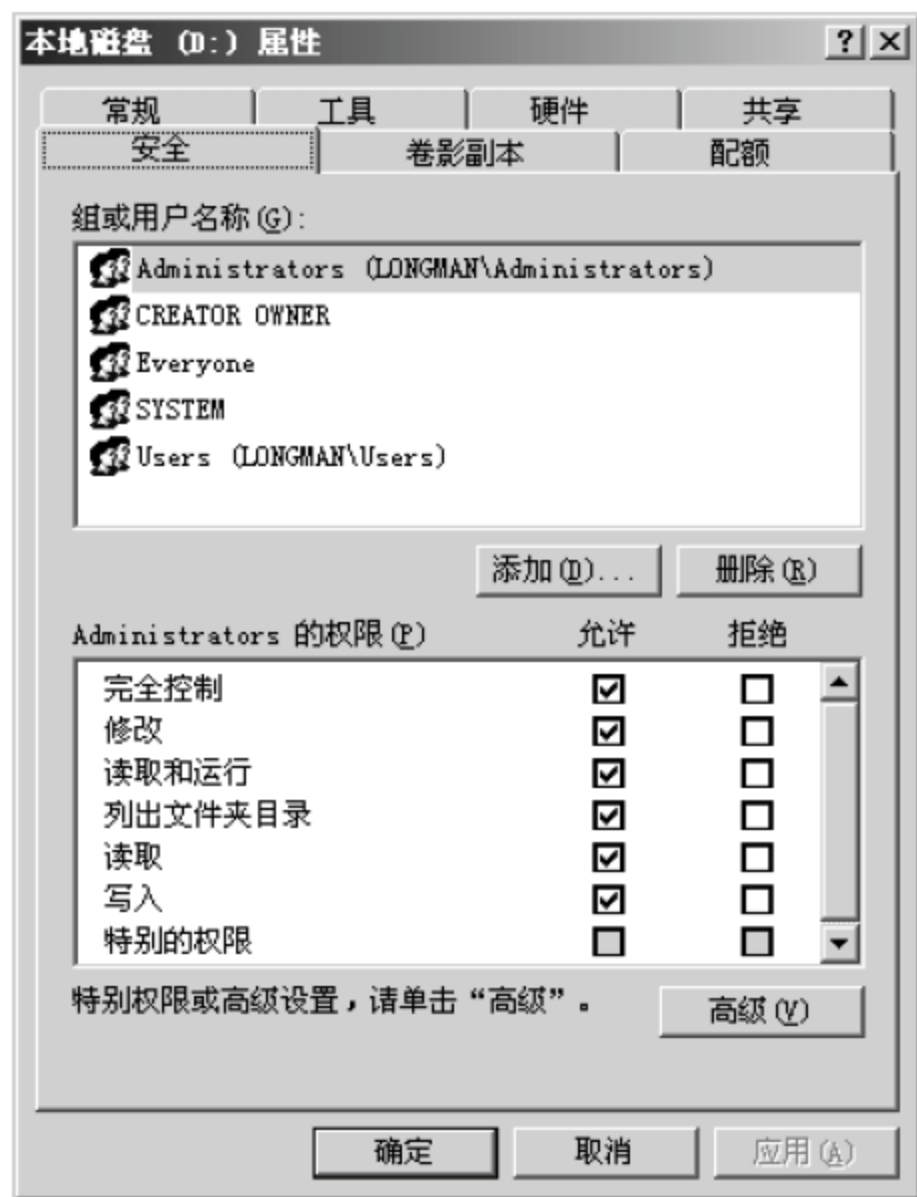 本地磁盘 (D:) 属性
? ×
常规 工具 硬件 共享
安全 卷影副本 配额
组或用户名称(G):
Administrators (LONGMAN\Administrators)
CREATOR OWNER
Everyone
SYSTEM
Users (LONGMAN\Users)
添加(D)... 删除(R)
Administrators 的权限(P) 允许 拒绝
完全控制
修改
读取和运行
列出文件夹目录
读取
写入
特别的权限
特别权限或高级设置，请单击“高级”。 高级(V)
确定 取消 应用(A)